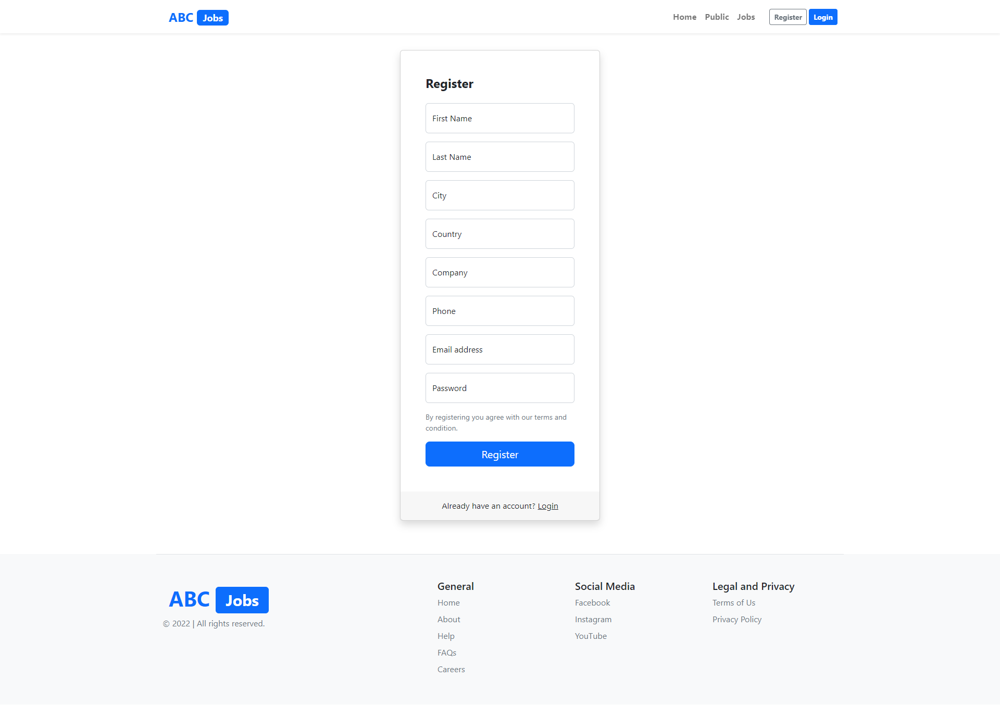 ABC Jobs
Home Public Jobs Register Login
Register
First Name
Last Name
City
Country
Company
Phone
Email address
Password
By registering you agree with our terms and
condition.
Register
Already have an account? Login
ABC Jobs
© 2022 | All rights reserved.
General
Home
About
Help
FAQs
Careers
Social Media
Facebook
Instagram
YouTube
Legal and Privacy
Terms of Us
Privacy Policy